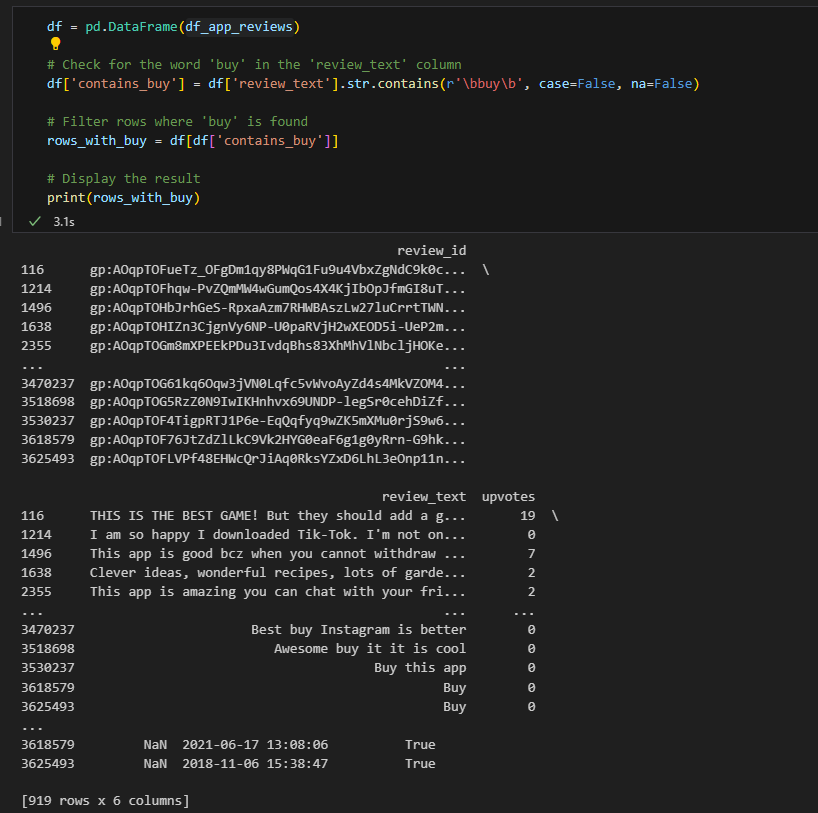 df = pd.DataFrame(df_app_reviews)
# Check for the word 'buy' in the 'review_text' column
df['contains_buy'] = df['review_text'].str.contains(r'\bbuy\b', case=False, na=False)
# Filter rows where 'buy' is found
rows_with_buy = df[df['contains_buy']]
# Display the result
print(rows_with_buy)
3.1s
review_id
116 gp:AOqpTOFueTz_OFgDm1qy8PWqG1Fu9u4VbxZgNdC9k0c... \
1214 gp:AOqpTOFhqw-PvZQmMW4wGumQos4X4KjIbOpJfmGI8uT...
1496 gp:AOqpTOHbJrhGeS-RpxaAzm7RHWBAszLw27luCrrtTWN...
1638 gp:AOqpTOHIZn3CjgnVy6NP-U0paRVjH2wXEOD5i-UeP2m...
2355 gp:AOqpTOGm8mXPEEkPDu3IvdqBhs83XhMhVlNbcljHOKe...
... ...
3470237 gp:AOqpTOG61kq6Oqw3jVN0Lqfc5vWvoAyZd4s4MkVZOM4...
3518698 gp:AOqpTOG5RzZ0N9IwIKHnhvx69UNDP-legSr0cehDiZf...
3530237 gp:AOqpTOF4TigpRTJ1P6e-EqQqfyq9wZK5mXMu0rjS9w6...
3618579 gp:AOqpTOF76JtZdZlLkC9Vk2HYG0eaF6g1g0yRrn-G9hk...
3625493 gp:AOqpTOFLVPf48EHWcQrJiAq0RksYZxD6LhL3eOnp11n...
review_text upvotes
116 THIS IS THE BEST GAME! But they should add a g... 19 \
1214 I am so happy I downloaded Tik-Tok. I'm not on... 0
1496 This app is good bcz when you cannot withdraw ... 7
1638 Clever ideas, wonderful recipes, lots of garde... 2
2355 This app is amazing you can chat with your fri... 2
... ... ...
3470237 Best buy Instagram is better 0
3518698 Awesome buy it it is cool 0
3530237 Buy this app 0
3618579 Buy 0
3625493 Buy 0
...
3618579 NaN 2021-06-17 13:08:06 True
3625493 NaN 2018-11-06 15:38:47 True
[919 rows x 6 columns]